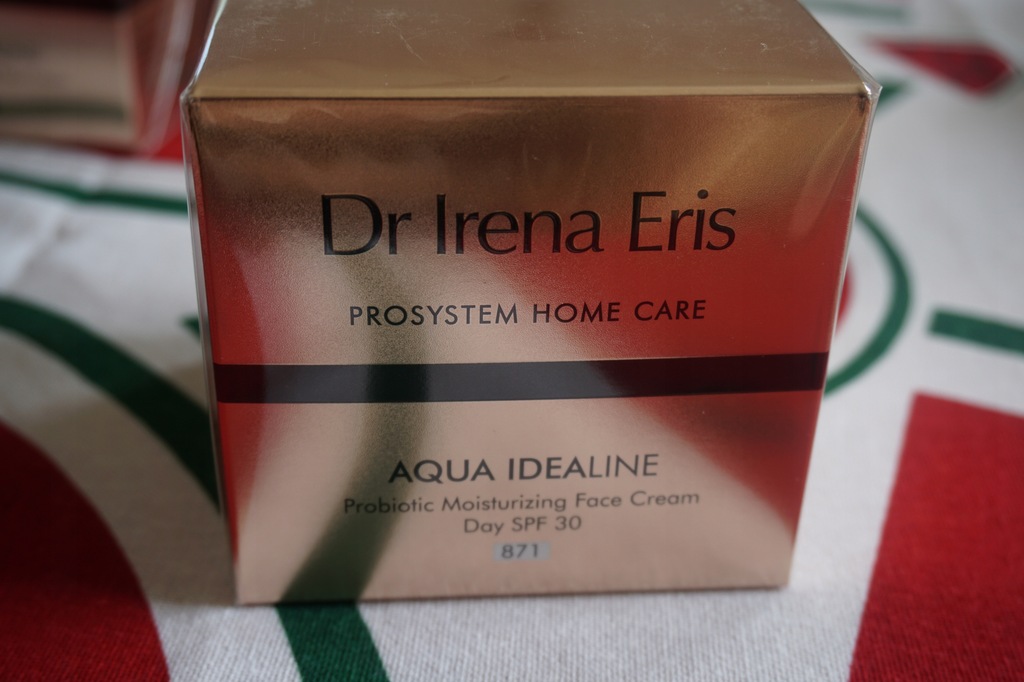 Dr Irena Eris
PROSYSTEM HOME CARE
AQUA IDEALINE
Probiotic Moisturizing Face Cream
Day SPF 30
871